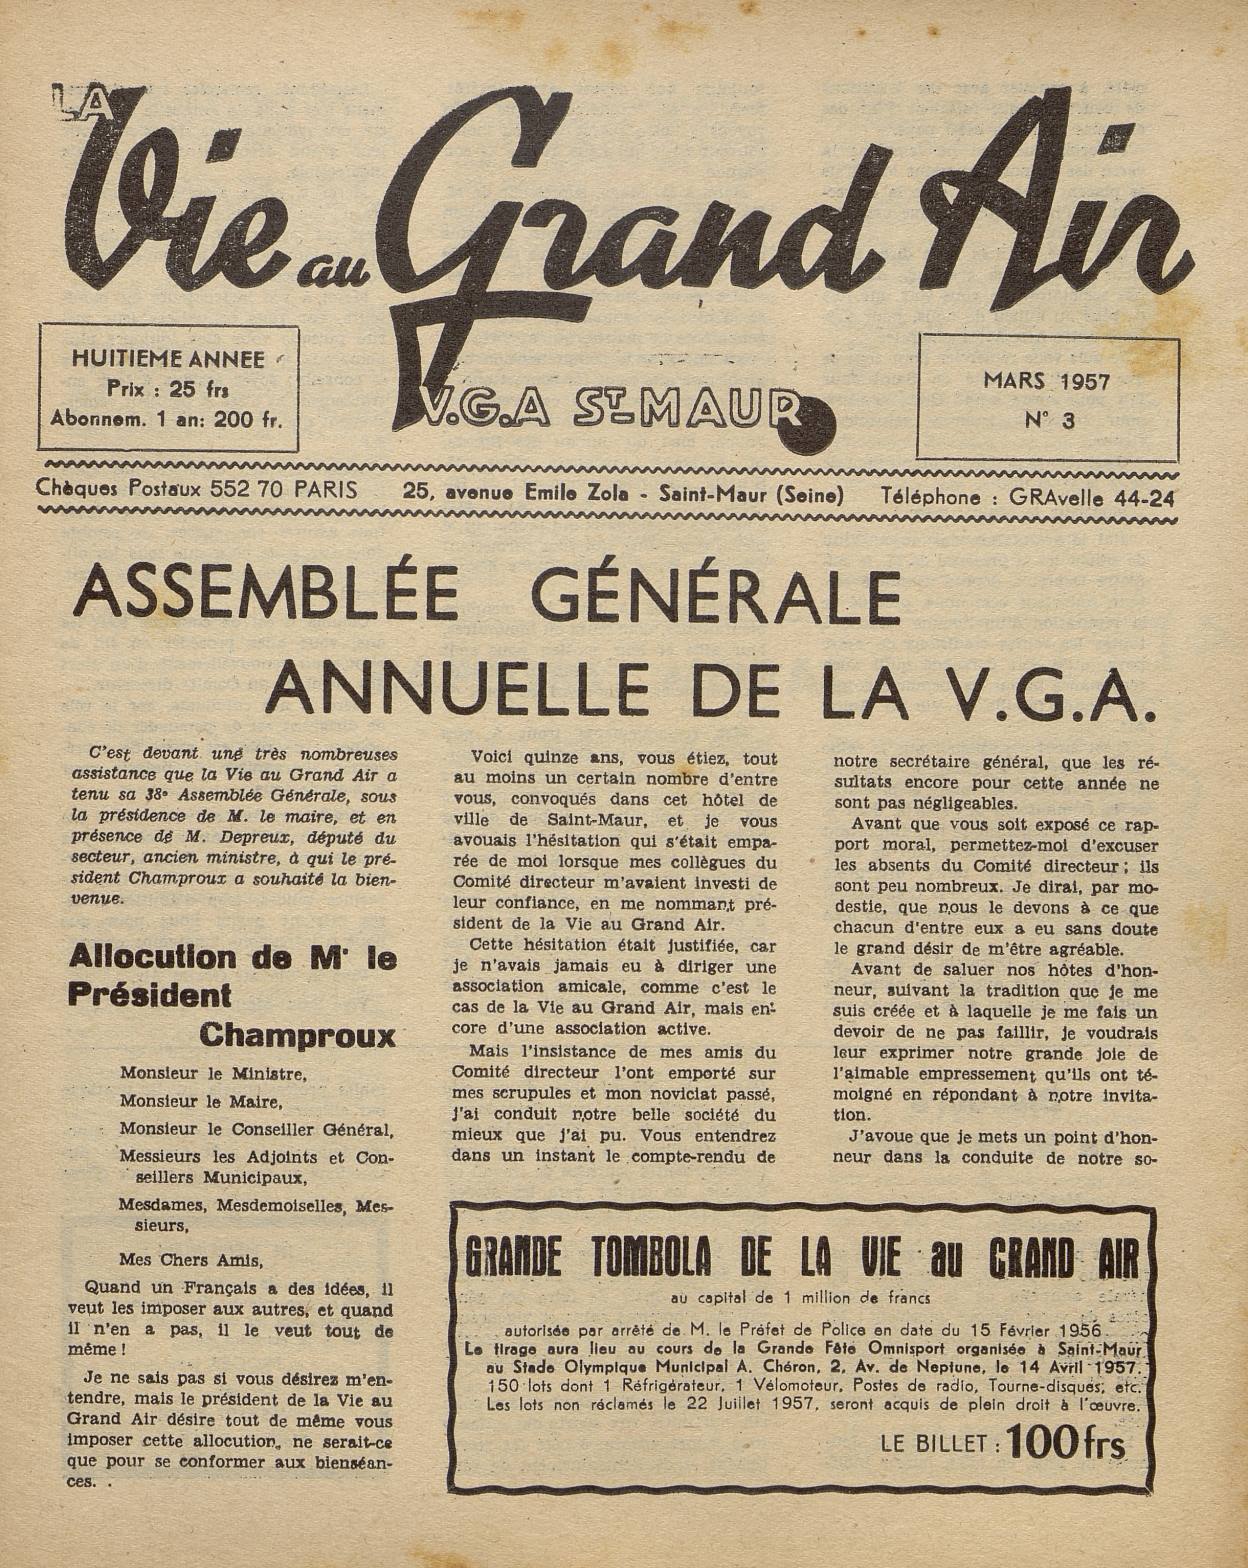 LA
Vie au Grand Air
V.G.A ST-MAUR
HUITIEME ANNEE
Prix : 25 frs
Abonnem. 1 an: 200 fr.
MARS 1957
N° 3
Chèques Postaux 552 70 PARIS 25, avenue Emile Zola - Saint-Maur (Seine) Téléphone : GRAvelle 44-24
ASSEMBLÉE GÉNÉRALE
ANNUELLE DE LA V.G.A.
C'est devant une très nombreuses
assistance que la Vie au Grand Air a
tenu sa 38e Assemblée Générale, sous
la présidence de M. le maire, et en
présence de M. Depreux, député du
secteur, ancien ministre, à qui le pré-
sident Champroux a souhaité la bien-
venue.
Allocution de Mr le
Président
Champroux
Monsieur le Ministre,
Monsieur le Maire,
Monsieur le Conseiller Général,
Messieurs les Adjoints et Con-
seillers Municipaux,
Mesdames, Mesdemoiselles, Mes-
sieurs,
Mes Chers Amis,
Quand un Français a des idées, il
veut les imposer aux autres, et quand
il n'en a pas, il le veut tout de
même !
Je ne sais pas si vous désirez m'en-
tendre, mais le président de la Vie au
Grand Air désire tout de même vous
imposer cette allocution, ne serait-ce
que pour se conformer aux bienséan-
ces.
Voici quinze ans, vous étiez, tout
au moins un certain nombre d'entre
vous, convoqués dans cet hôtel de
ville de Saint-Maur, et je vous
avouais l'hésitation qui s'était empa-
rée de moi lorsque mes collègues du
Comité directeur m'avaient investi de
leur confiance, en me nommant pré-
sident de la Vie au Grand Air.
Cette hésitation était justifiée, car
je n'avais jamais eu à diriger une
association amicale, comme c'est le
cas de la Vie au Grand Air, mais en-
core d'une association active.
Mais l'insistance de mes amis du
Comité directeur l'ont emporté sur
mes scrupules et mon noviciat passé,
j'ai conduit notre belle société du
mieux que j'ai pu. Vous entendrez
dans un instant le compte-rendu de
notre secrétaire général, que les ré-
sultats encore pour cette année ne
sont pas négligeables.
Avant que vous soit exposé ce rap-
port moral, permettez-moi d'excuser
les absents du Comité directeur ; ils
sont peu nombreux. Je dirai, par mo-
destie, que nous le devons à ce que
chacun d'entre eux a eu sans doute
le grand désir de m'être agréable.
Avant de saluer nos hôtes d'hon-
neur, suivant la tradition que je me
suis créée et à laquelle je me fais un
devoir de ne pas faillir, je voudrais
leur exprimer notre grande joie de
l'aimable empressement qu'ils ont té-
moigné en répondant à notre invita-
tion.
J'avoue que je mets un point d'hon-
neur dans la conduite de notre so-
GRANDE TOMBOLA DE LA VIE au GRAND AIR
au capital de 1 million de francs
autorisée par arrêté de M. le Préfet de Police en date du 15 Février 1956
Le tirage aura lieu au cours de la Grande Fête Omnisport organisée à Saint-Maur
au Stade Olympique Municipal A. Chéron, 2, Av. de Neptune, le 14 Avril 1957.
150 lots dont 1 Réfrigérateur, 1 Vélomoteur, Postes de radio, Tourne-disques, etc.
Les lots non réclamés le 22 Juillet 1957, seront acquis de plein droit à l'œuvre.
LE BILLET : 100 frs